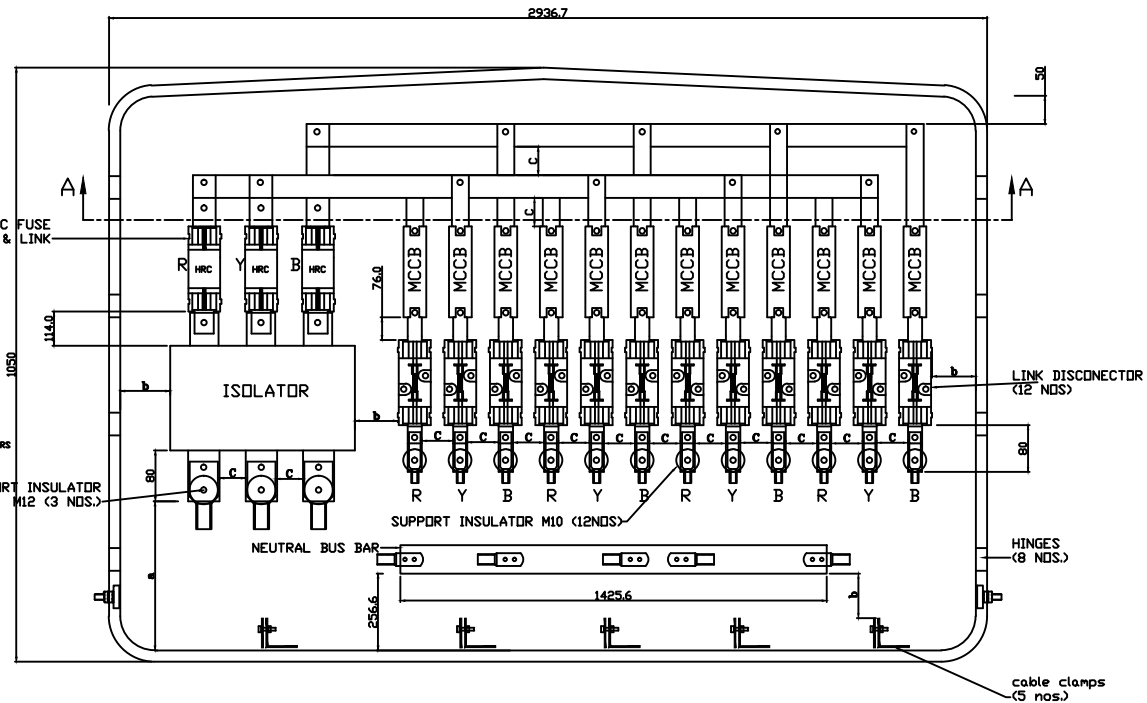 2936.7
50
C
A
A
C
C FUSE
& LINK
R
HRC
Y
HRC
B
HRC
MCCB
MCCB
MCCB
MCCB
MCCB
MCCB
MCCB
MCCB
MCCB
MCCB
MCCB
MCCB
76.0
114.0
1050
ISOLATOR
b
b
b
LINK DISCONECTOR
(12 NOS)
RS
C
C
C
C
C
C
C
C
C
C
C
80
80
C
C
RT INSULATOR
M12 (3 NOS.)
R
Y
B
R
Y
B
R
Y
B
R
Y
B
SUPPORT INSULATOR M10 (12NOS)
NEUTRAL BUS BAR
HINGES
(8 NOS.)
a
256.6
1425.6
b
cable clamps
(5 nos.)